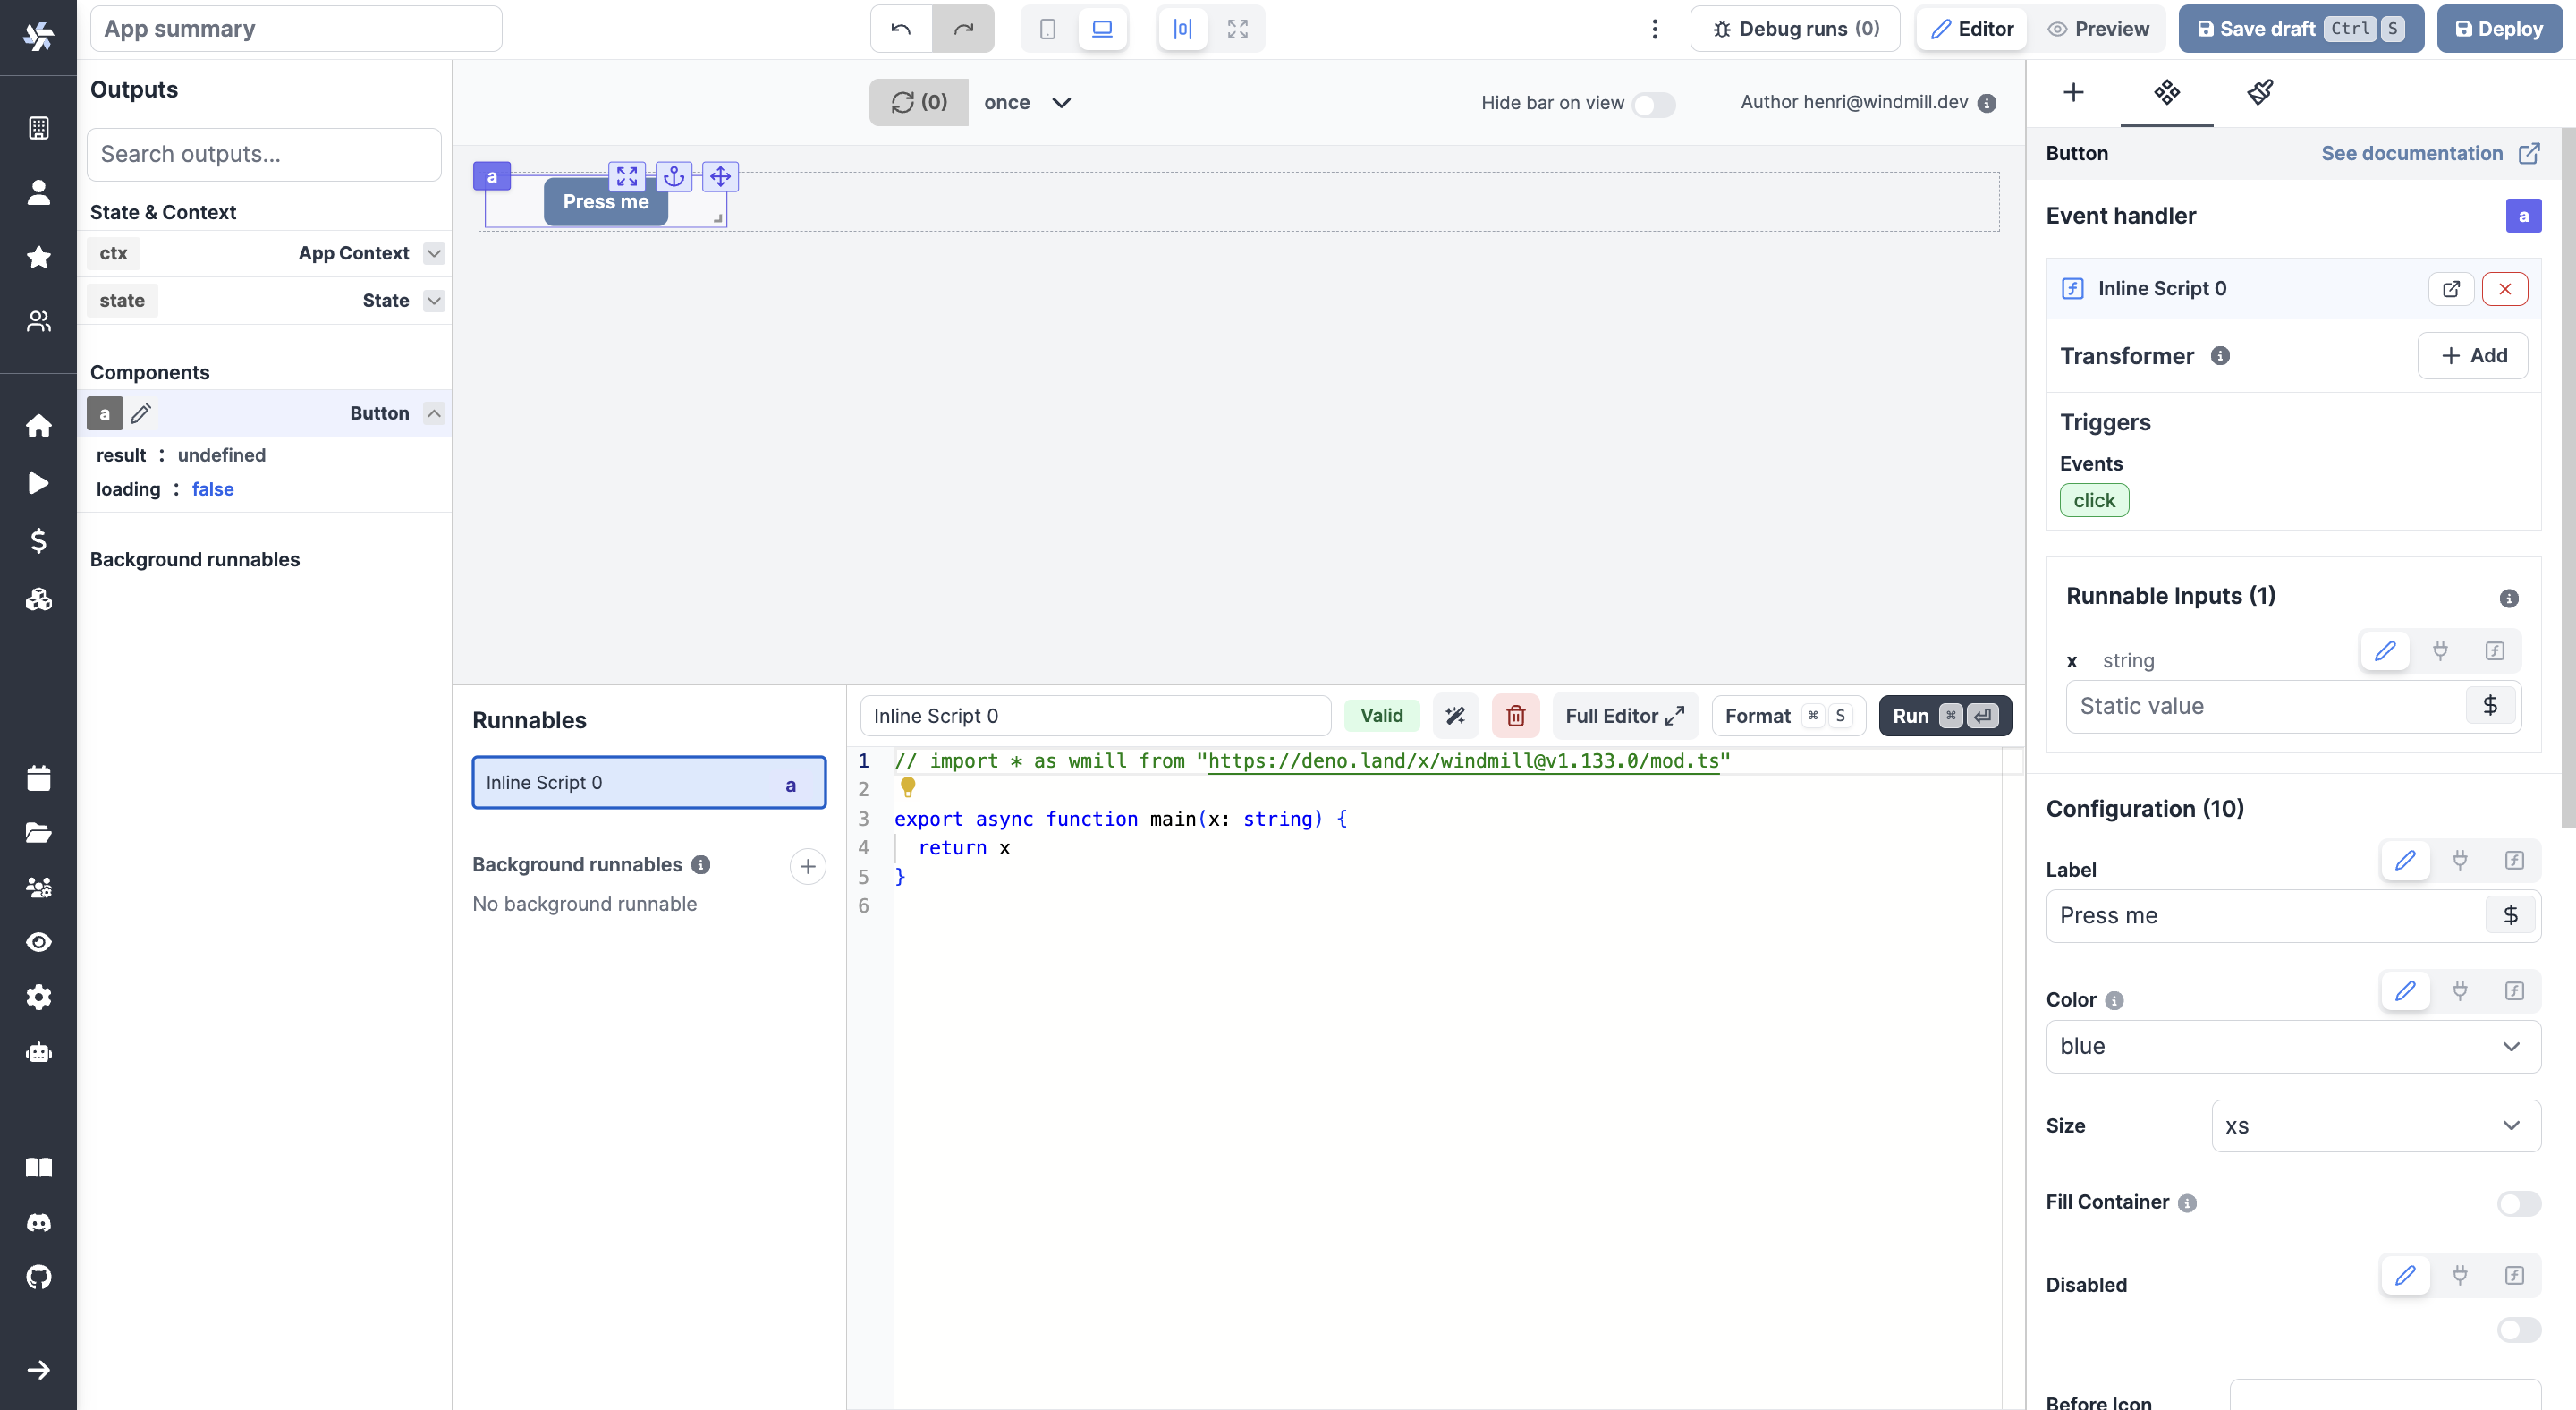 App summary
Debug runs (0)
Editor
Preview
Save draft Ctrl S
Deploy
Outputs
Search outputs...
State & Context
ctx App Context
state State
Components
a Button
result : undefined
loading : false
Background runnables
(0) once
Hide bar on view
Author henri@windmill.dev
a
Press me
Runnables
Inline Script 0 a
Background runnables
No background runnable
Inline Script 0 Valid Full Editor Format ⌘ S Run ⌘
1 // import * as wmill from "https://deno.land/x/windmill@v1.133.0/mod.ts"
2
3 export async function main(x: string) {
4 return x
5 }
6
Button See documentation
Event handler a
Inline Script 0
Transformer Add
Triggers
Events
click
Runnable Inputs (1)
x string
Static value $
Configuration (10)
Label
Press me $
Color
blue
Size xs
Fill Container
Disabled
Before Icon